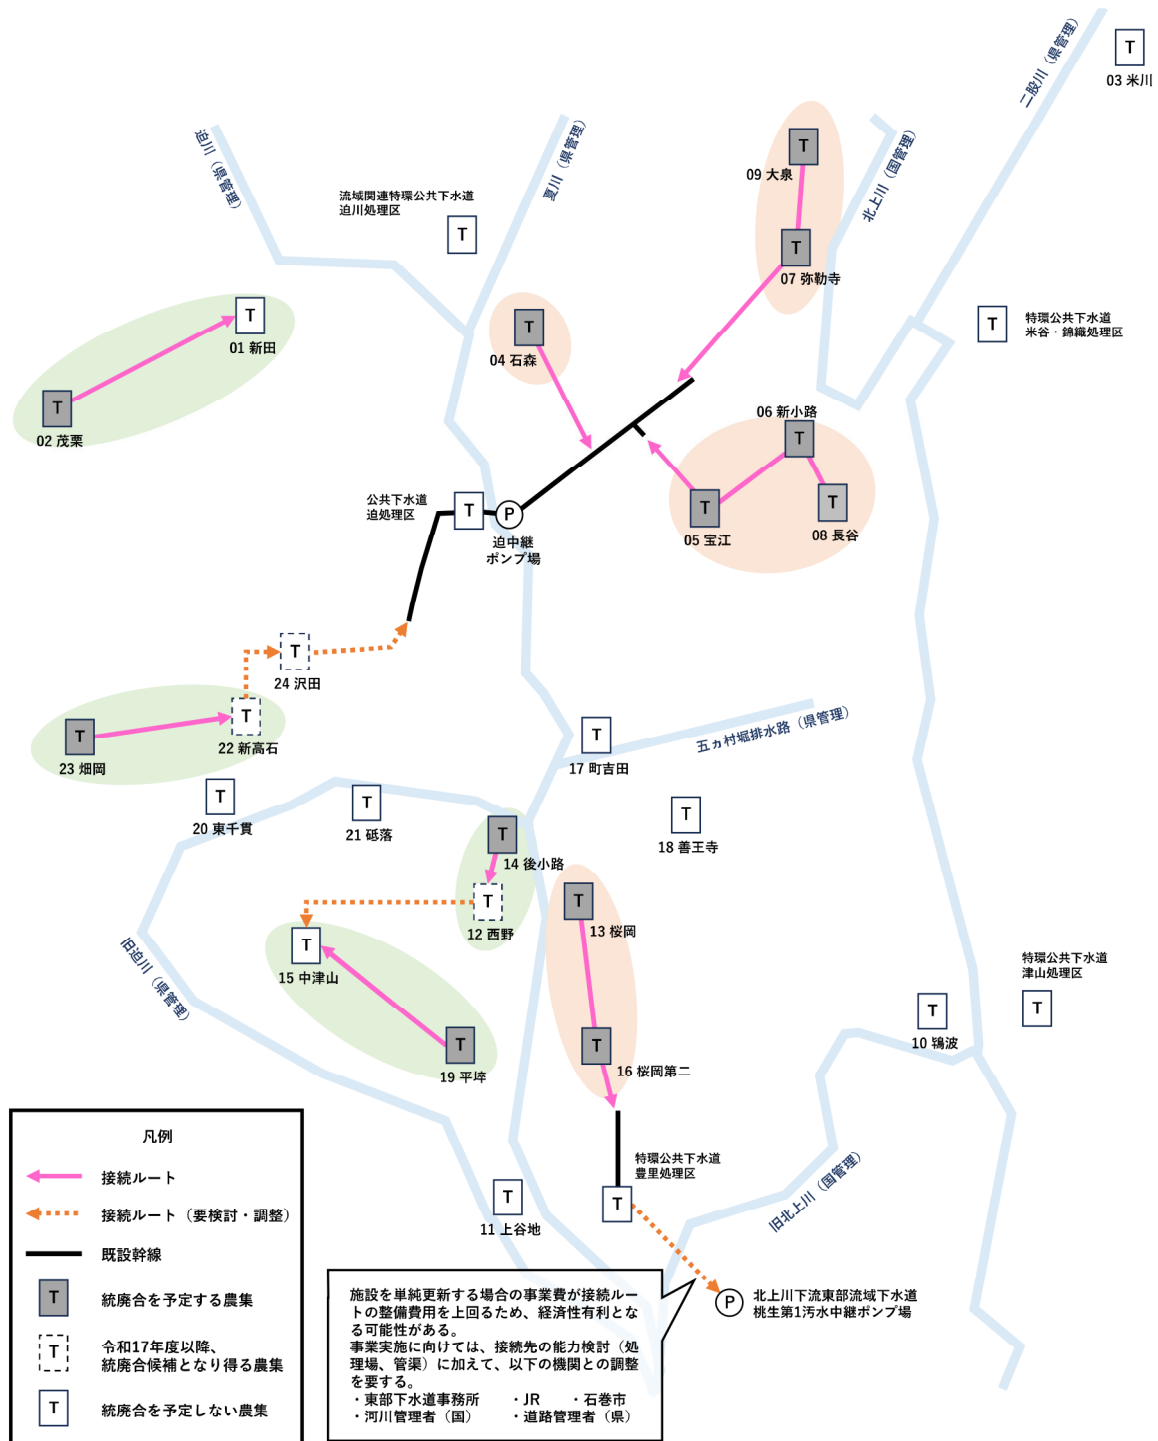 二股川（県管理）
T
03 米川
迫川（県管理）
夏川（県管理）
北上川（国管理）
T
09 大泉
流域関連特環公共下水道
迫川処理区
T
T
07 弥勒寺
T
01 新田
T
04 石森
T
特環公共下水道
米谷・錦織処理区
T
02 茂栗
06 新小路
T
T
05 宝江
T
08 長谷
公共下水道
迫処理区
T
P
迫中継
ポンプ場
T
24 沢田
T
22 新高石
T
23 畑岡
T
17 町吉田
五ヵ村堀排水路（県管理）
T
20 東千貫
T
21 砥落
T
14 後小路
T
18 善王寺
T
12 西野
T
13 桜岡
T
15 中津山
旧迫川（県管理）
T
19 平埣
T
16 桜岡第二
T
10 鴇波
特環公共下水道
津山処理区
T
特環公共下水道
豊里処理区
T
T
11 上谷地
旧北上川（国管理）
P
北上川下流東部流域下水道
桃生第1汚水中継ポンプ場
凡例
接続ルート
接続ルート（要検討・調整）
既設幹線
T
統廃合を予定する農集
T
令和17年度以降、
統廃合候補となり得る農集
T
統廃合を予定しない農集
施設を単純更新する場合の事業費が接続ルー
トの整備費用を上回るため、経済性有利とな
る可能性がある。
事業実施に向けては、接続先の能力検討（処
理場、管渠）に加えて、以下の機関との調整
を要する。
・東部下水道事務所　・JR　・石巻市
・河川管理者（国）　・道路管理者（県）